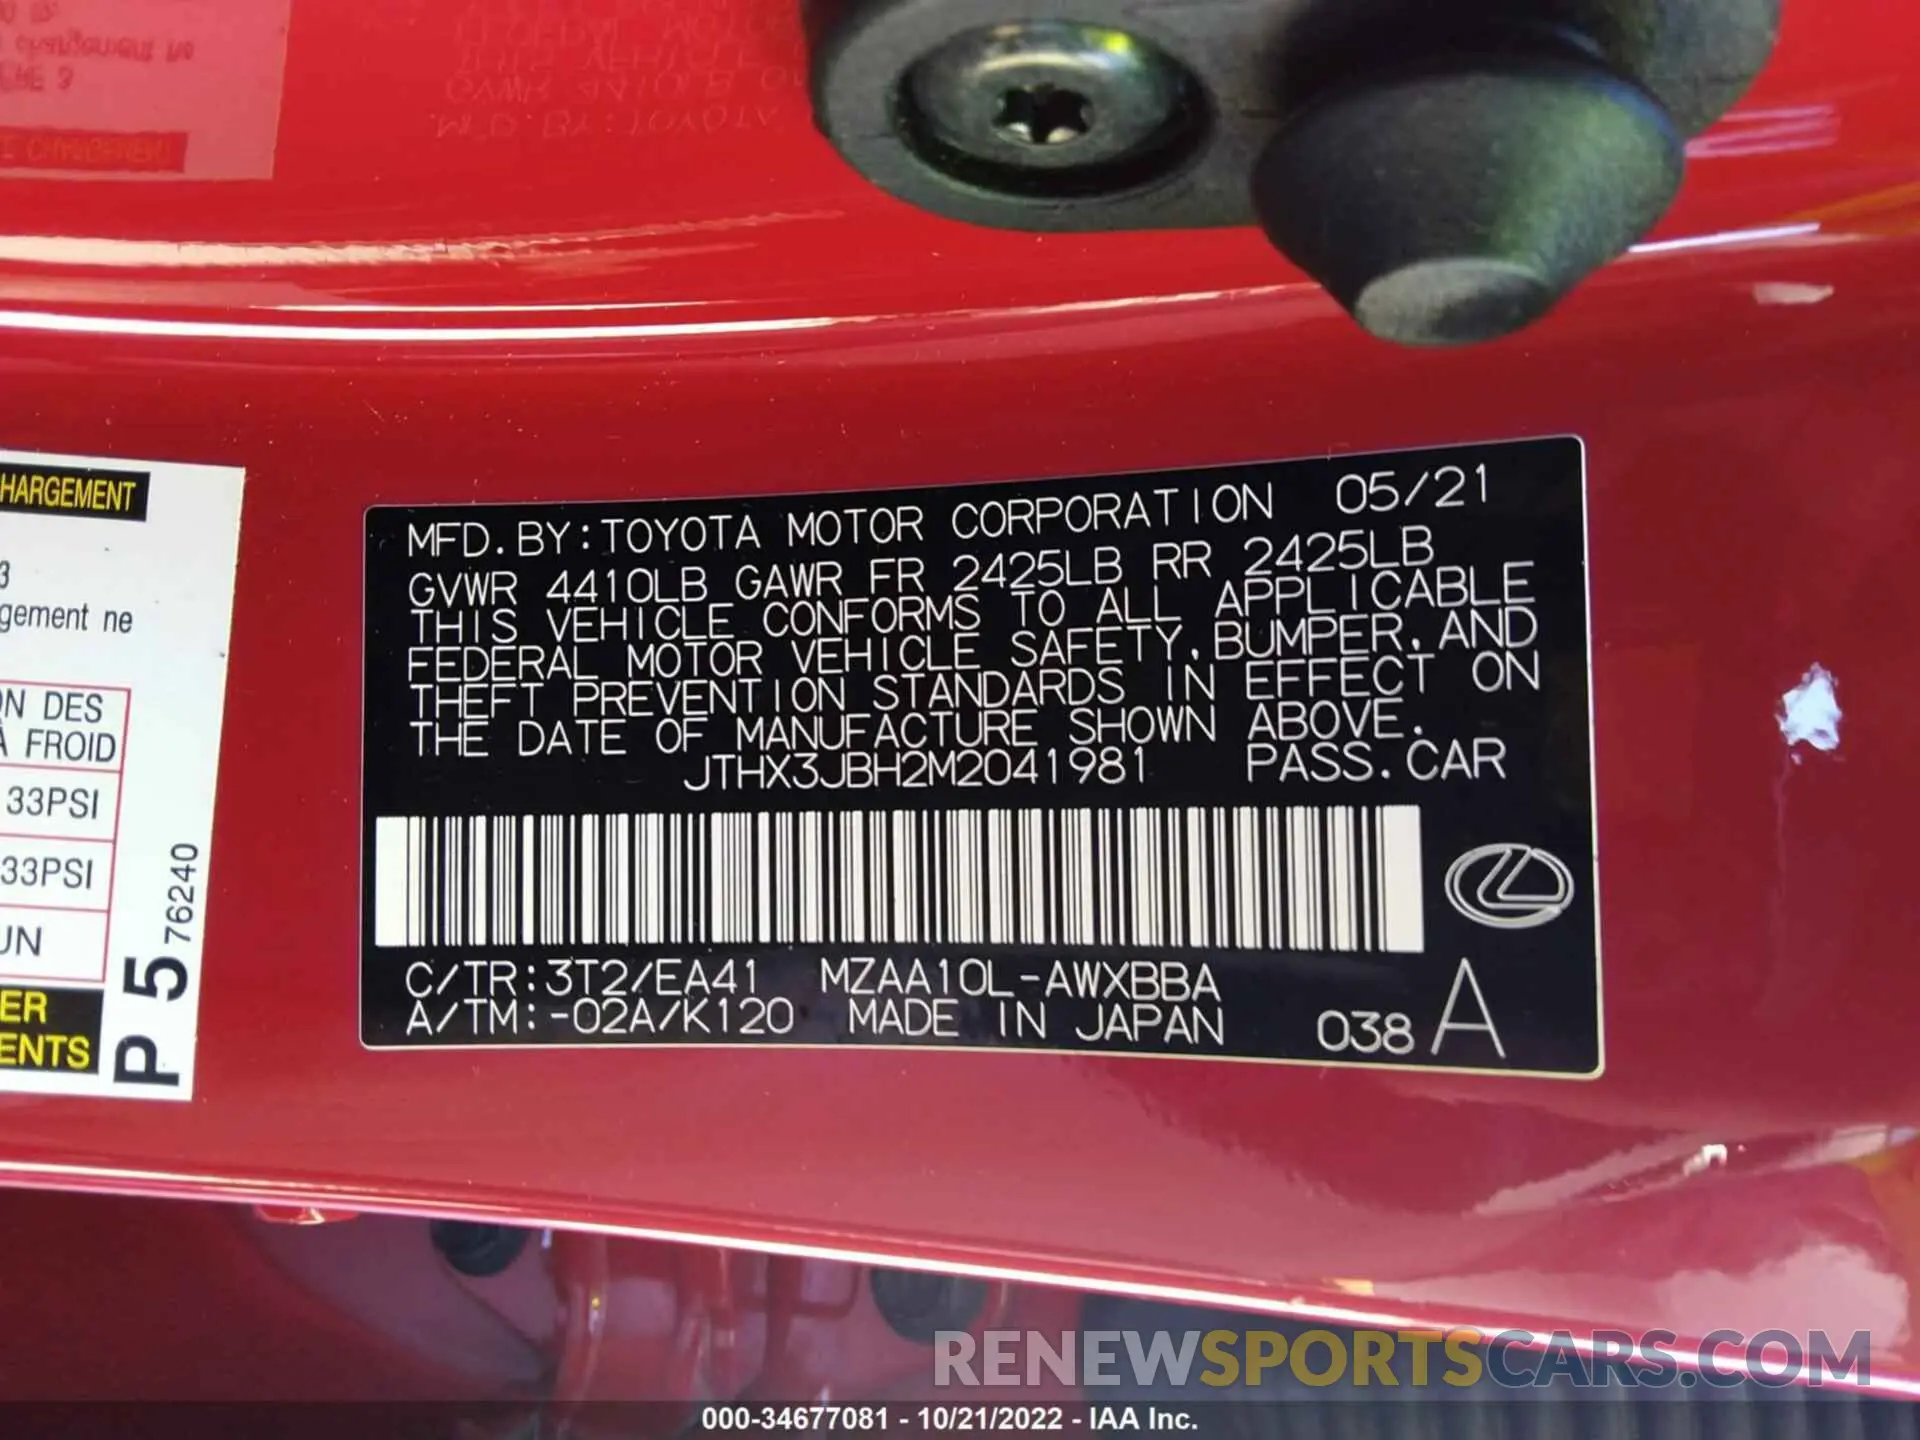 HARGEMENT
3
gement ne
ON DES
À FROID
33PSI
33PSI
UN
ER
ENTS
P 5 76240
MFD.BY:TOYOTA MOTOR CORPORATION 05/21
GVWR 4410LB GAWR FR 2425LB RR 2425LB
THIS VEHICLE CONFORMS TO ALL APPLICABLE
FEDERAL MOTOR VEHICLE SAFETY,BUMPER,AND
THEFT PREVENTION STANDARDS IN EFFECT ON
THE DATE OF MANUFACTURE SHOWN ABOVE.
JTHX3JBH2M2041981 PASS.CAR
C/TR:3T2/EA41 MZAA10L-AWXBBA
A/TM:-02A/K120 MADE IN JAPAN 038 A
RENEWSPORTSCARS.COM
000-34677081 - 10/21/2022 - IAA Inc.